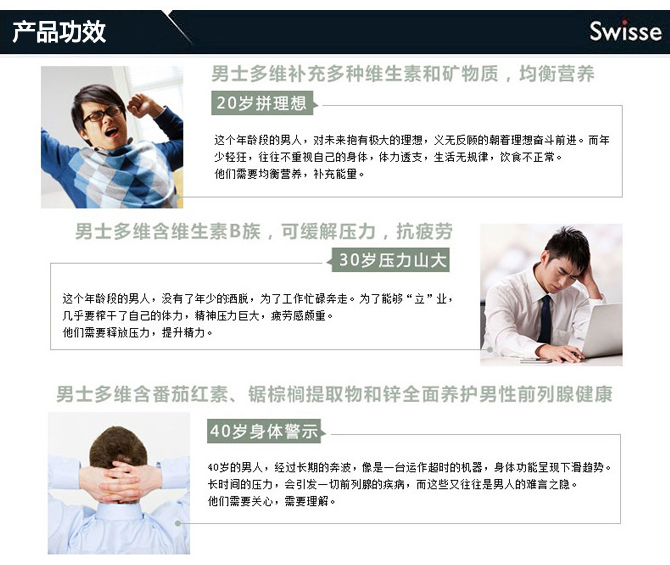 产品功效
Swisse
男士多维补充多种维生素和矿物质，均衡营养
20岁拼理想
这个年龄段的男人，对未来抱有极大的理想，义无反顾的朝着理想奋斗前进。而年
少轻狂，往往不重视自己的身体，体力透支，生活无规律，饮食不正常。
他们需要均衡营养，补充能量。
男士多维含维生素B族，可缓解压力，抗疲劳
30岁压力山大
这个年龄段的男人，没有了年少的洒脱，为了工作忙碌奔走。为了能够“立”业，
几乎要榨干了自己的体力，精神压力巨大，疲劳感颇重。
他们需要释放压力，提升精力。
男士多维含番茄红素、锯棕榈提取物和锌全面养护男性前列腺健康
40岁身体警示
40岁的男人，经过长期的奔波，像是一台运作超时的机器，身体功能呈现下滑趋势。
长时间的压力，会引发一切前列腺的疾病，而这些又往往是男人的难言之隐。
他们需要关心，需要理解。